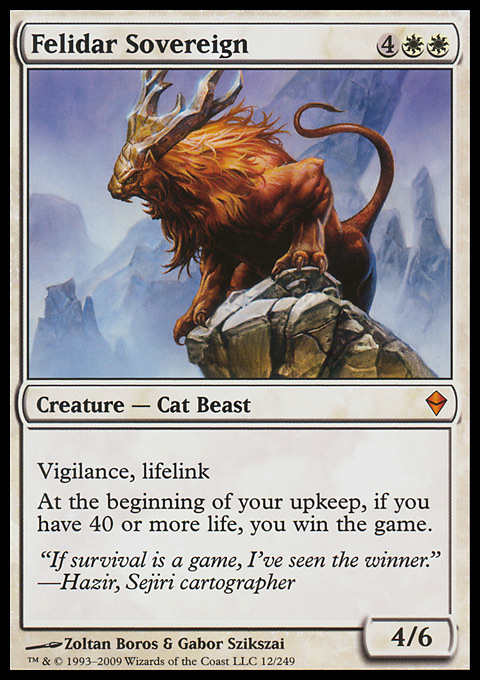 Felidar Sovereign 4
Creature — Cat Beast
Vigilance, lifelink
At the beginning of your upkeep, if you
have 40 or more life, you win the game.
“If survival is a game, I’ve seen the winner.”
—Hazir, Sejiri cartographer
Zoltan Boros & Gabor Szikszai
4/6
™ & © 1993–2009 Wizards of the Coast LLC 12/249